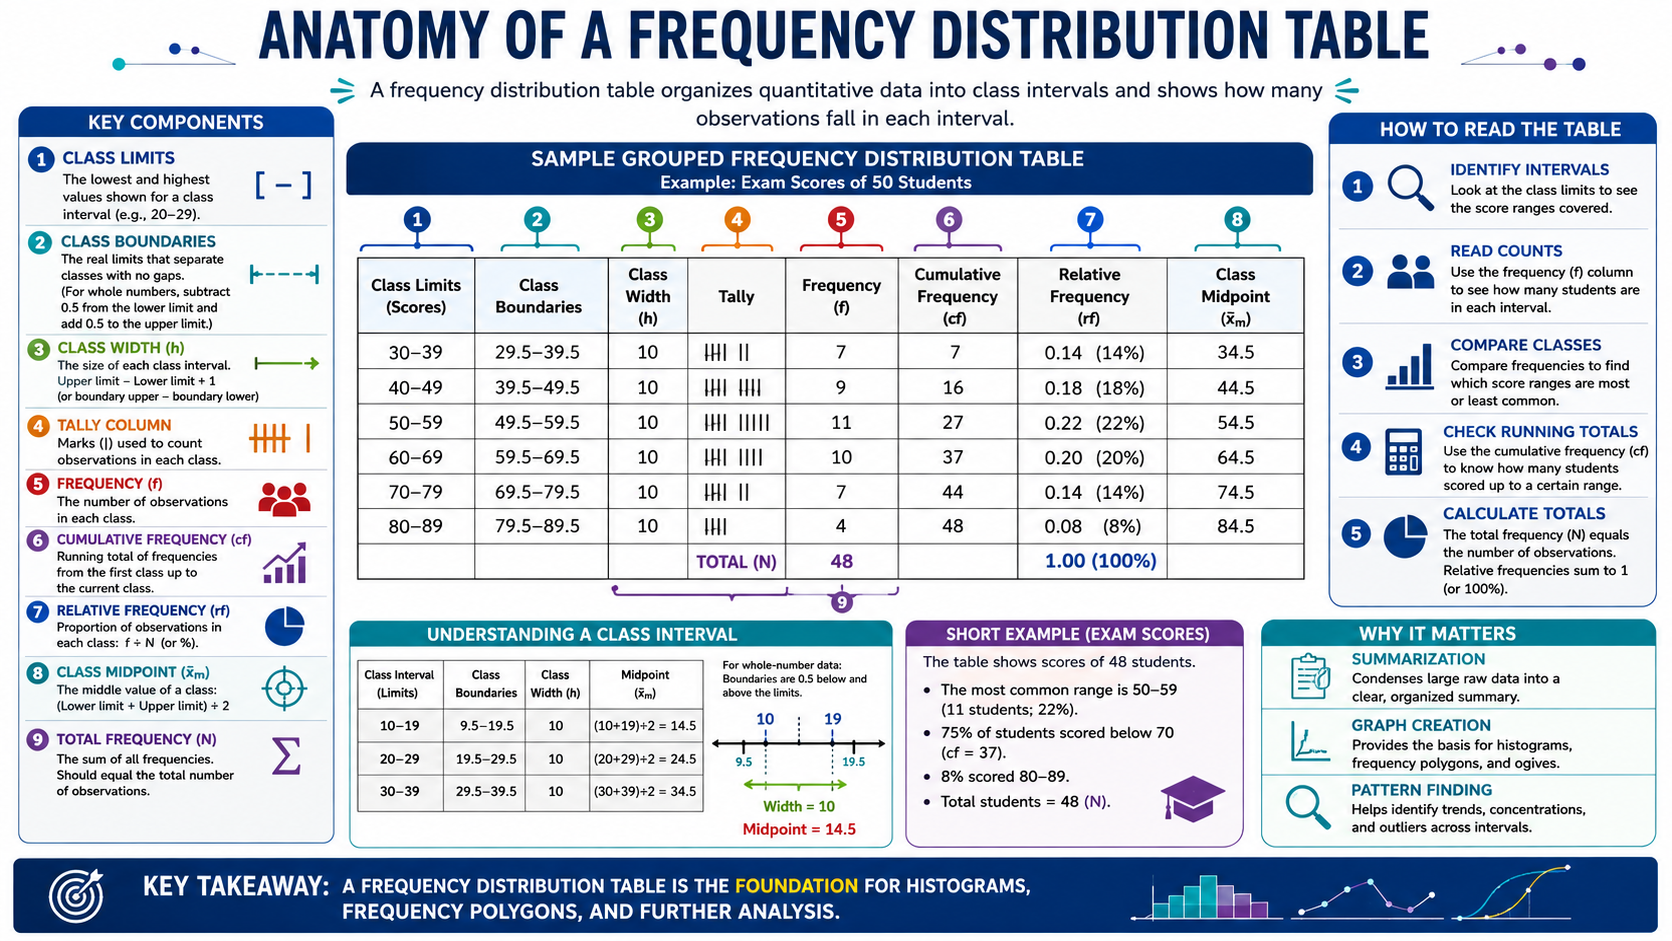 ANATOMY OF A FREQUENCY DISTRIBUTION TABLE
A frequency distribution table organizes quantitative data into class intervals and shows how many
observations fall in each interval.
KEY COMPONENTS
1 CLASS LIMITS
The lowest and highest
values shown for a class
interval (e.g., 20–29).
[ – ]
2 CLASS BOUNDARIES
The real limits that separate
classes with no gaps.
(For whole numbers, subtract
0.5 from the lower limit and
add 0.5 to the upper limit.)
3 CLASS WIDTH (h)
The size of each class interval.
Upper limit – Lower limit + 1
(or boundary upper – boundary lower)
4 TALLY COLUMN
Marks (|) used to count
observations in each class.
5 FREQUENCY (f)
The number of observations
in each class.
6 CUMULATIVE FREQUENCY (cf)
Running total of frequencies
from the first class up to
the current class.
7 RELATIVE FREQUENCY (rf)
Proportion of observations in
each class: f ÷ N (or %).
8 CLASS MIDPOINT (x̄m)
The middle value of a class:
(Lower limit + Upper limit) ÷ 2
9 TOTAL FREQUENCY (N)
The sum of all frequencies.
Should equal the total number
of observations.
Σ
SAMPLE GROUPED FREQUENCY DISTRIBUTION TABLE
Example: Exam Scores of 50 Students
1 2 3 4 5 6 7 8
Class Limits (Scores) Class Boundaries Class Width (h) Tally Frequency (f) Cumulative Frequency (cf) Relative Frequency (rf) Class Midpoint (x̄m)
30–39 29.5–39.5 10 |||| || 7 7 0.14 (14%) 34.5
40–49 39.5–49.5 10 |||| |||| 9 16 0.18 (18%) 44.5
50–59 49.5–59.5 10 |||| ||||| 11 27 0.22 (22%) 54.5
60–69 59.5–69.5 10 |||| |||| 10 37 0.20 (20%) 64.5
70–79 69.5–79.5 10 |||| || 7 44 0.14 (14%) 74.5
80–89 79.5–89.5 10 |||| 4 48 0.08 (8%) 84.5
TOTAL (N) 48 1.00 (100%)
9
HOW TO READ THE TABLE
1 IDENTIFY INTERVALS
Look at the class limits to see
the score ranges covered.
2 READ COUNTS
Use the frequency (f) column
to see how many students are
in each interval.
3 COMPARE CLASSES
Compare frequencies to find
which score ranges are most
or least common.
4 CHECK RUNNING TOTALS
Use the cumulative frequency (cf)
to know how many students
scored up to a certain range.
5 CALCULATE TOTALS
The total frequency (N) equals
the number of observations.
Relative frequencies sum to 1
(or 100%).
UNDERSTANDING A CLASS INTERVAL
Class Interval (Limits) Class Boundaries Class Width (h) Midpoint (x̄m)
10–19 9.5–19.5 10 (10+19)÷2 = 14.5
20–29 19.5–29.5 10 (20+29)÷2 = 24.5
30–39 29.5–39.5 10 (30+39)÷2 = 34.5
For whole-number data:
Boundaries are 0.5 below and
above the limits.
10 19
9.5 19.5
Width = 10
Midpoint = 14.5
SHORT EXAMPLE (EXAM SCORES)
The table shows scores of 48 students.
• The most common range is 50–59
(11 students; 22%).
• 75% of students scored below 70
(cf = 37).
• 8% scored 80–89.
• Total students = 48 (N).
WHY IT MATTERS
SUMMARIZATION
Condenses large raw data into a
clear, organized summary.
GRAPH CREATION
Provides the basis for histograms,
frequency polygons, and ogives.
PATTERN FINDING
Helps identify trends, concentrations,
and outliers across intervals.
KEY TAKEAWAY: A FREQUENCY DISTRIBUTION TABLE IS THE FOUNDATION FOR HISTOGRAMS,
FREQUENCY POLYGONS, AND FURTHER ANALYSIS.